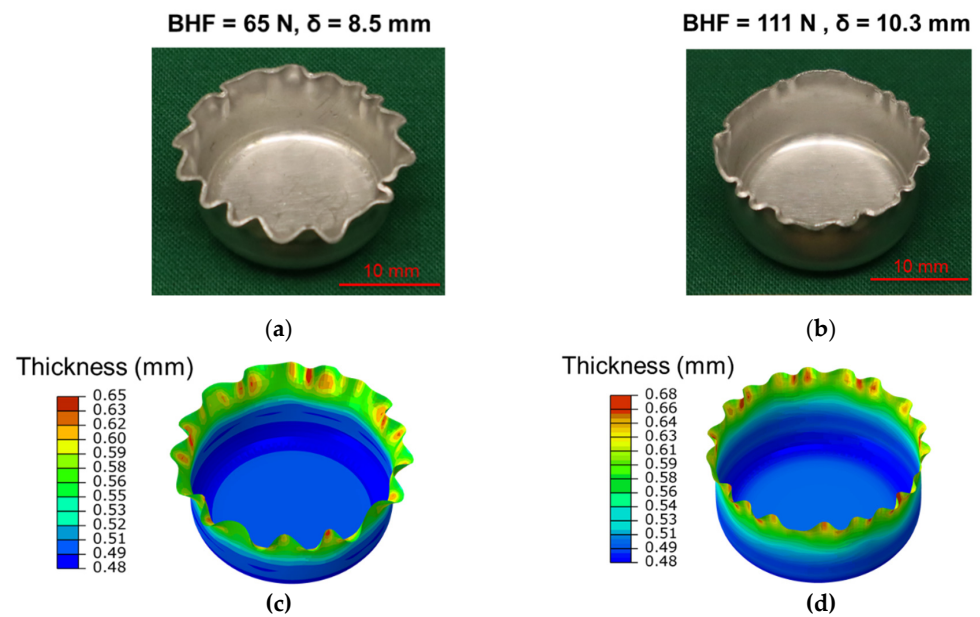 BHF = 65 N, δ = 8.5 mm
BHF = 111 N , δ = 10.3 mm
10 mm
10 mm
(a)
(b)
Thickness (mm)
0.65
0.63
0.62
0.60
0.59
0.58
0.56
0.55
0.53
0.52
0.51
0.49
0.48
Thickness (mm)
0.68
0.66
0.64
0.63
0.61
0.59
0.57
0.56
0.54
0.53
0.51
0.49
0.48
(c)
(d)